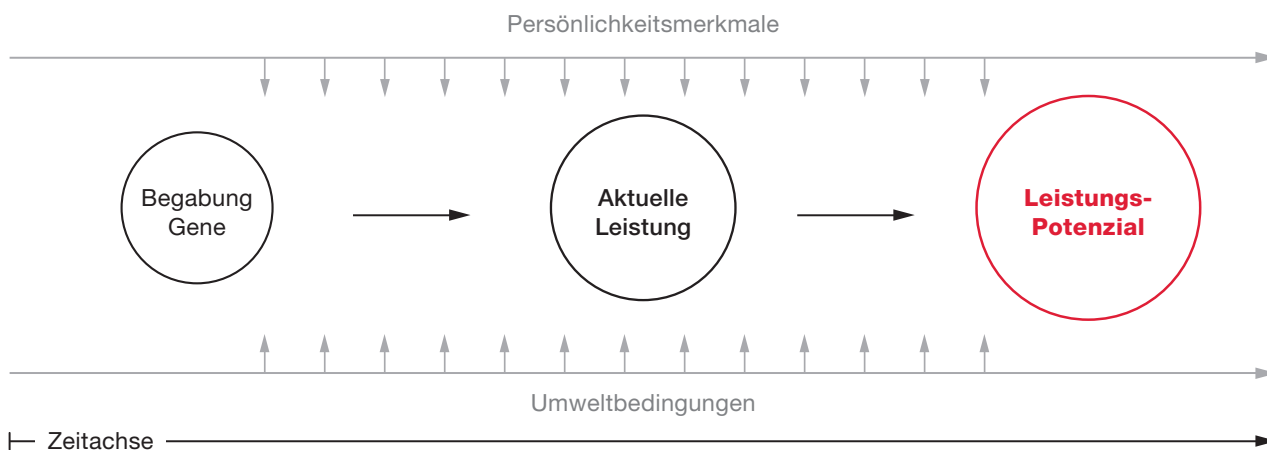 Persönlichkeitsmerkmale
Begabung
Gene
Aktuelle
Leistung
Leistungs-
Potenzial
Umweltbedingungen
Zeitachse